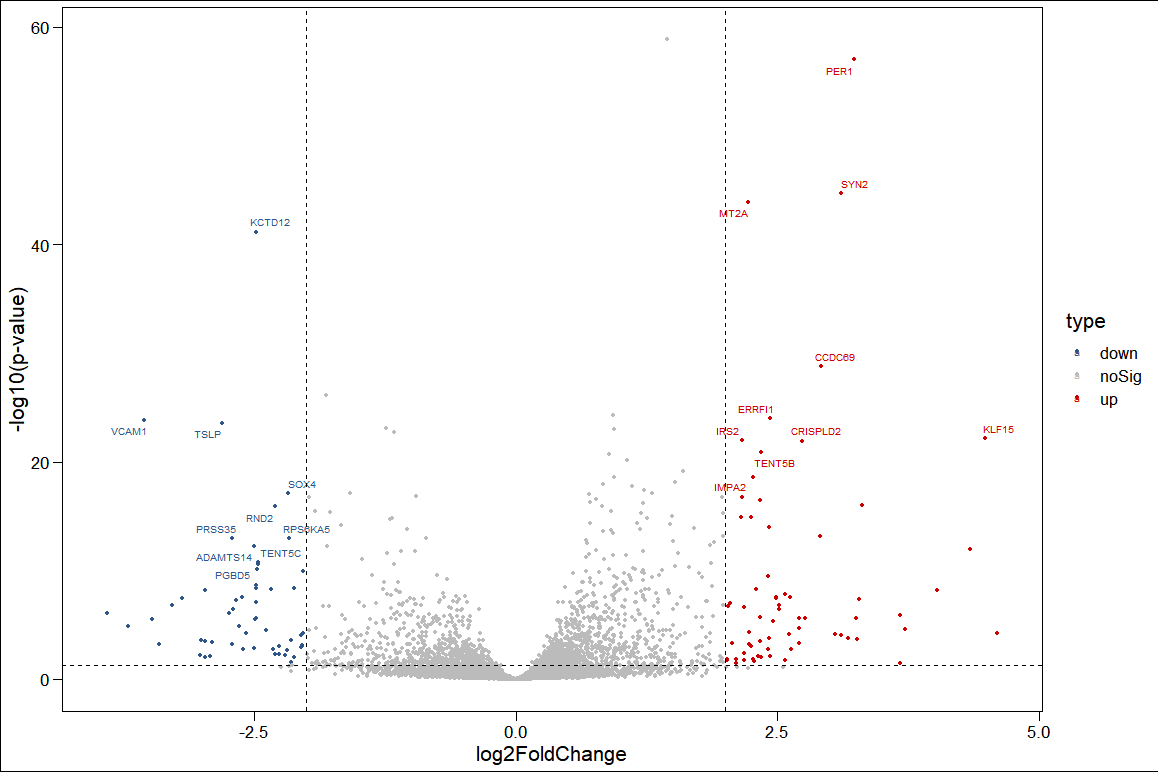 60
PER1
SYN2
MT2A
KCTD12
40
type
down
CCDC69
noSig
-log10(p-value)
up
ERRFI1
VCAM1
TSLP
IRS2
CRISPLD2
KLF15
20
TENT5B
SOX4
IMPA2
RND2
PRSS35
RPS6KA5
ADAMTS14
TENT5C
PGBD5
0
-2.5
0.0
2.5
5.0
log2FoldChange